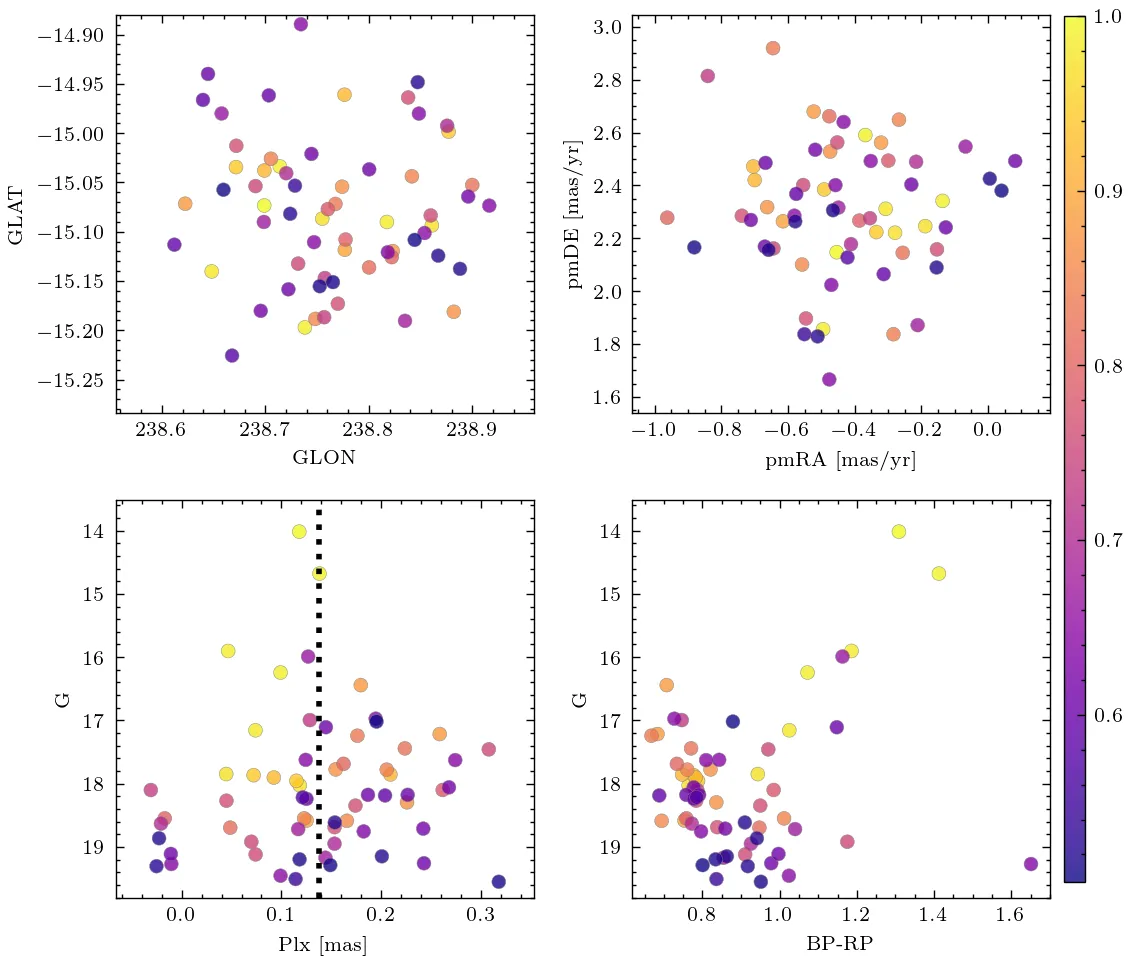 −14.90
−14.95
−15.00
−15.05
−15.10
−15.15
−15.20
−15.25
GLAT
238.6 238.7 238.8 238.9
GLON
3.0
2.8
2.6
2.4
2.2
2.0
1.8
1.6
pmDE [mas/yr]
−1.0 −0.8 −0.6 −0.4 −0.2 0.0
pmRA [mas/yr]
1.0
0.9
0.8
0.7
0.6
14
15
16
17
18
19
G
0.0 0.1 0.2 0.3
Plx [mas]
14
15
16
17
18
19
G
0.8 1.0 1.2 1.4 1.6
BP-RP